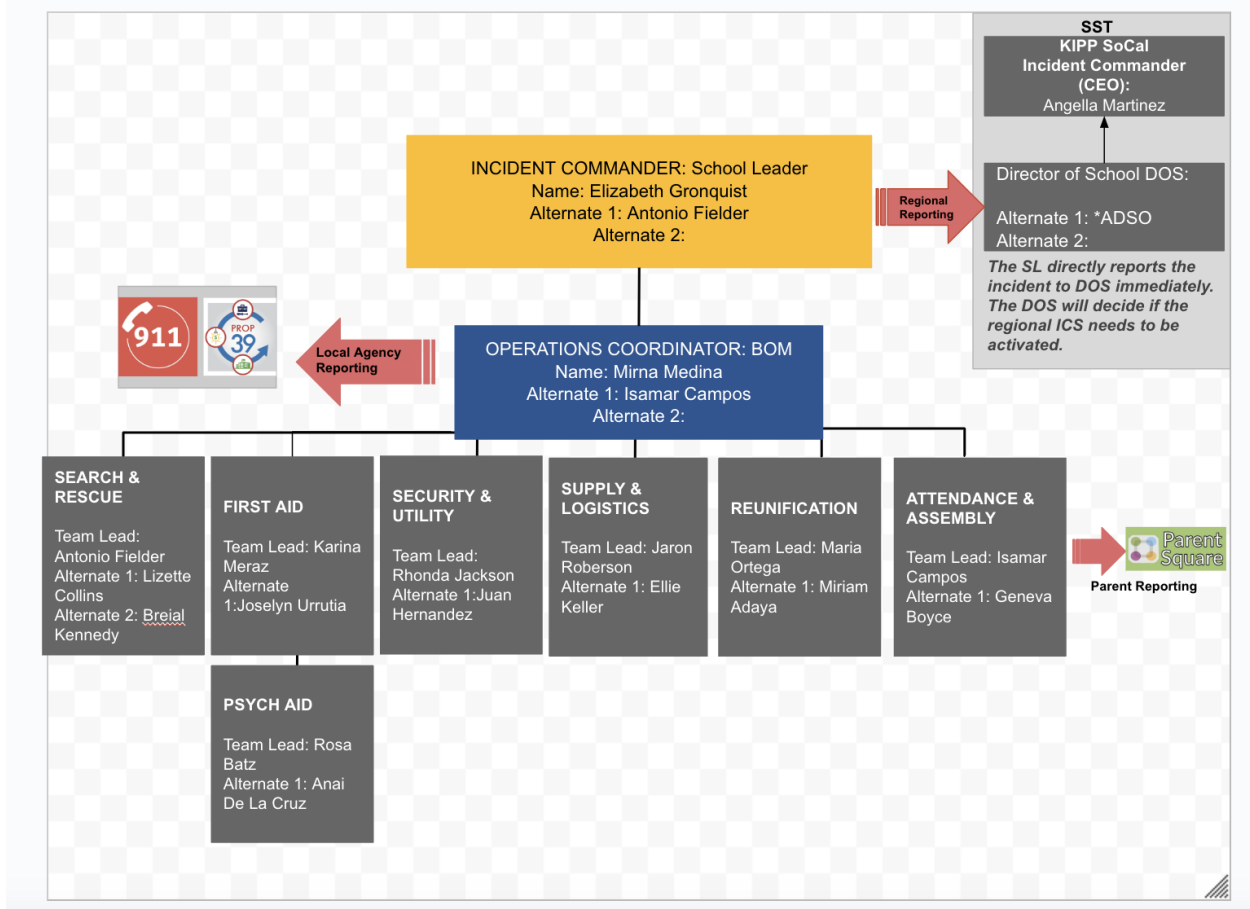 SST
KIPP SoCal
Incident Commander
(CEO):
Angella Martinez
INCIDENT COMMANDER: School Leader
Name: Elizabeth Gronquist
Alternate 1: Antonio Fielder
Alternate 2:
Regional
Reporting
Director of School DOS:
Alternate 1: *ADSO
Alternate 2:
The SL directly reports the
incident to DOS immediately.
The DOS will decide if the
regional ICS needs to be
activated.
911
PROP
39
Local Agency
Reporting
OPERATIONS COORDINATOR: BOM
Name: Mirna Medina
Alternate 1: Isamar Campos
Alternate 2:
SEARCH &
RESCUE
Team Lead:
Antonio Fielder
Alternate 1: Lizette
Collins
Alternate 2: Breial
Kennedy
FIRST AID
Team Lead: Karina
Meraz
Alternate
1:Joselyn Urrutia
SECURITY &
UTILITY
Team Lead:
Rhonda Jackson
Alternate 1:Juan
Hernandez
SUPPLY &
LOGISTICS
Team Lead: Jaron
Roberson
Alternate 1: Ellie
Keller
REUNIFICATION
Team Lead: Maria
Ortega
Alternate 1: Miriam
Adaya
ATTENDANCE &
ASSEMBLY
Team Lead: Isamar
Campos
Alternate 1: Geneva
Boyce
Parent
Square
Parent Reporting
PSYCH AID
Team Lead: Rosa
Batz
Alternate 1: Anai
De La Cruz